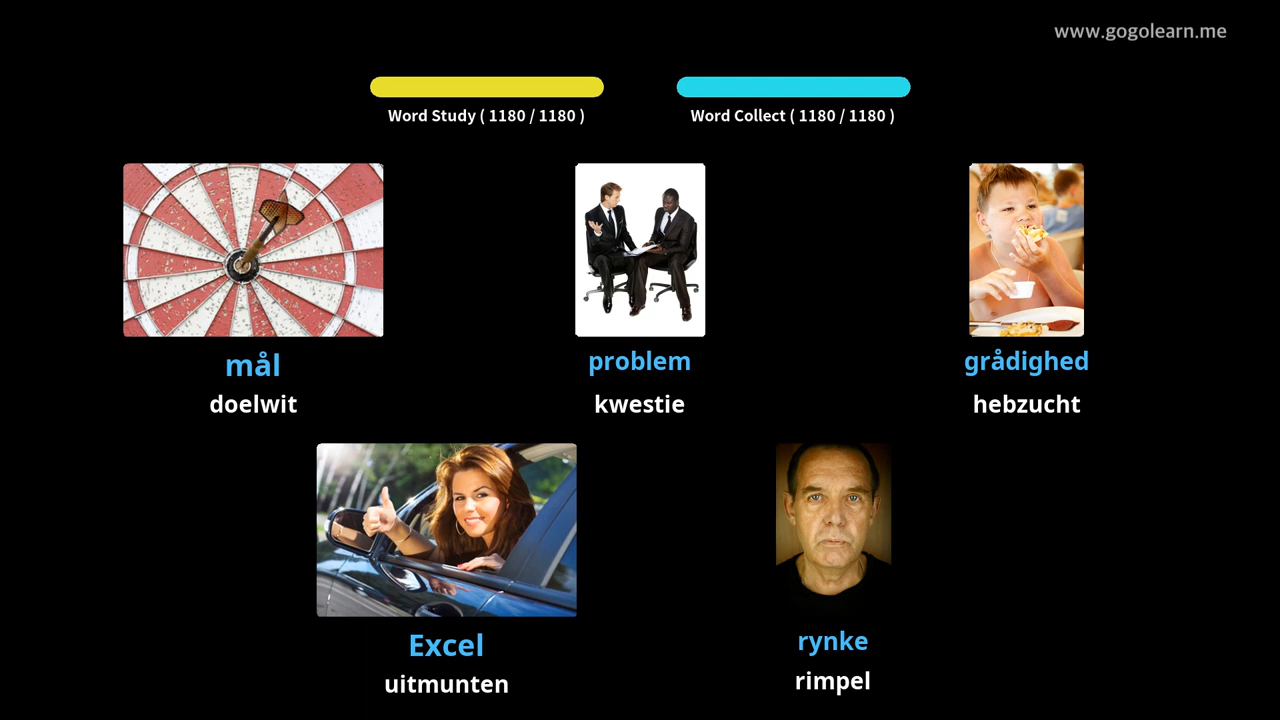 www.gogolearn.me
Word Study ( 1180 / 1180 )
Word Collect ( 1180 / 1180 )
mål
problem
grådighed
doelwit
kwestie
hebzucht
Excel
rynke
uitmunten
rimpel